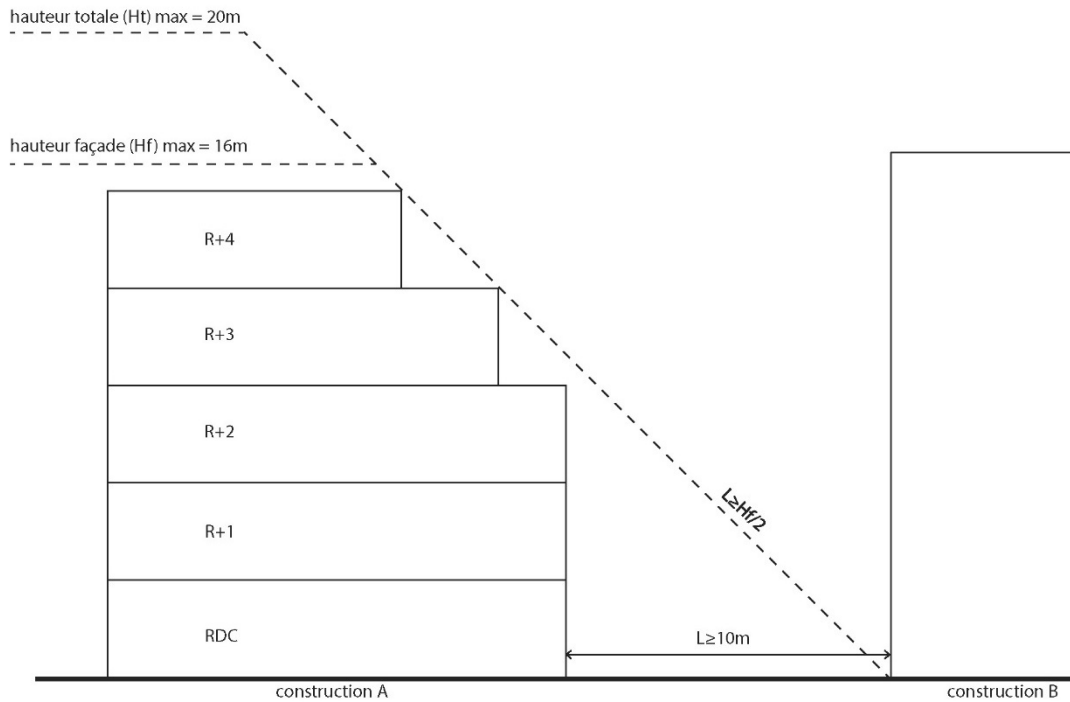 hauteur totale (Ht) max = 20m
hauteur façade (Hf) max = 16m
R+4
R+3
R+2
R+1
L≥Hf/2
RDC
L≥10m
construction A
construction B